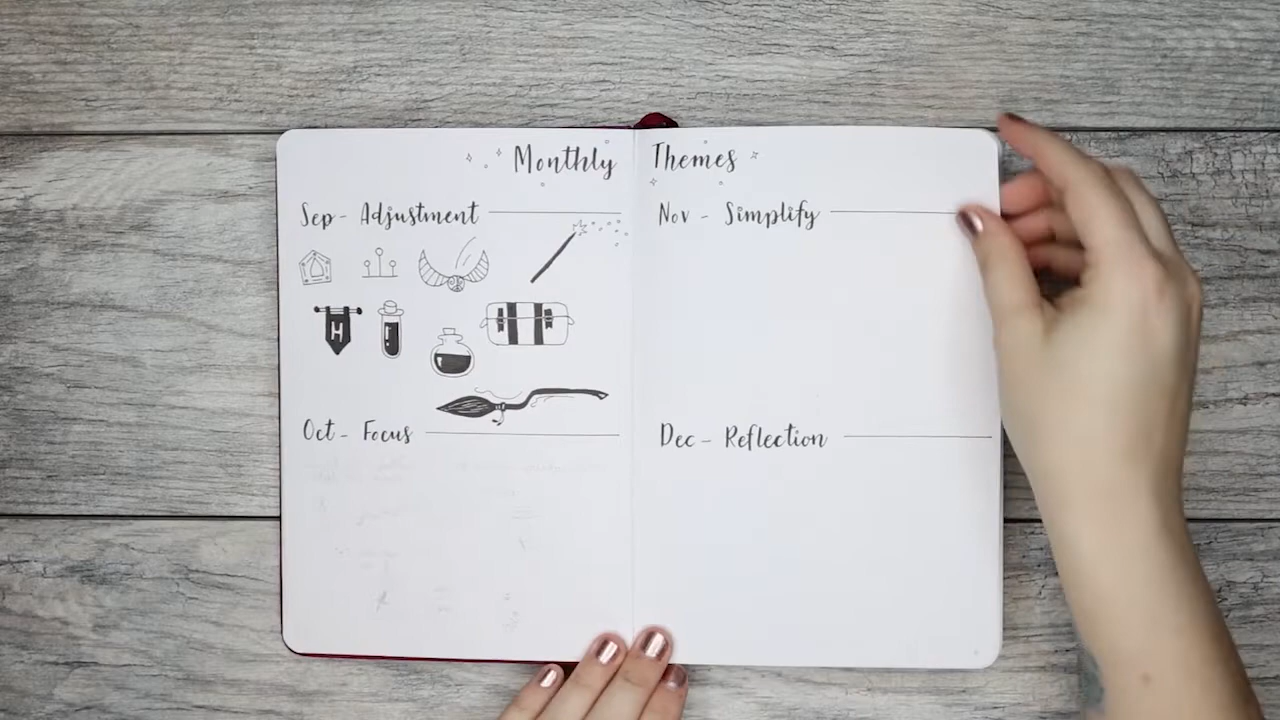 Monthly Themes
Sep - Adjustment
H
Oct - Focus
Nov - Simplify
Dec - Reflection